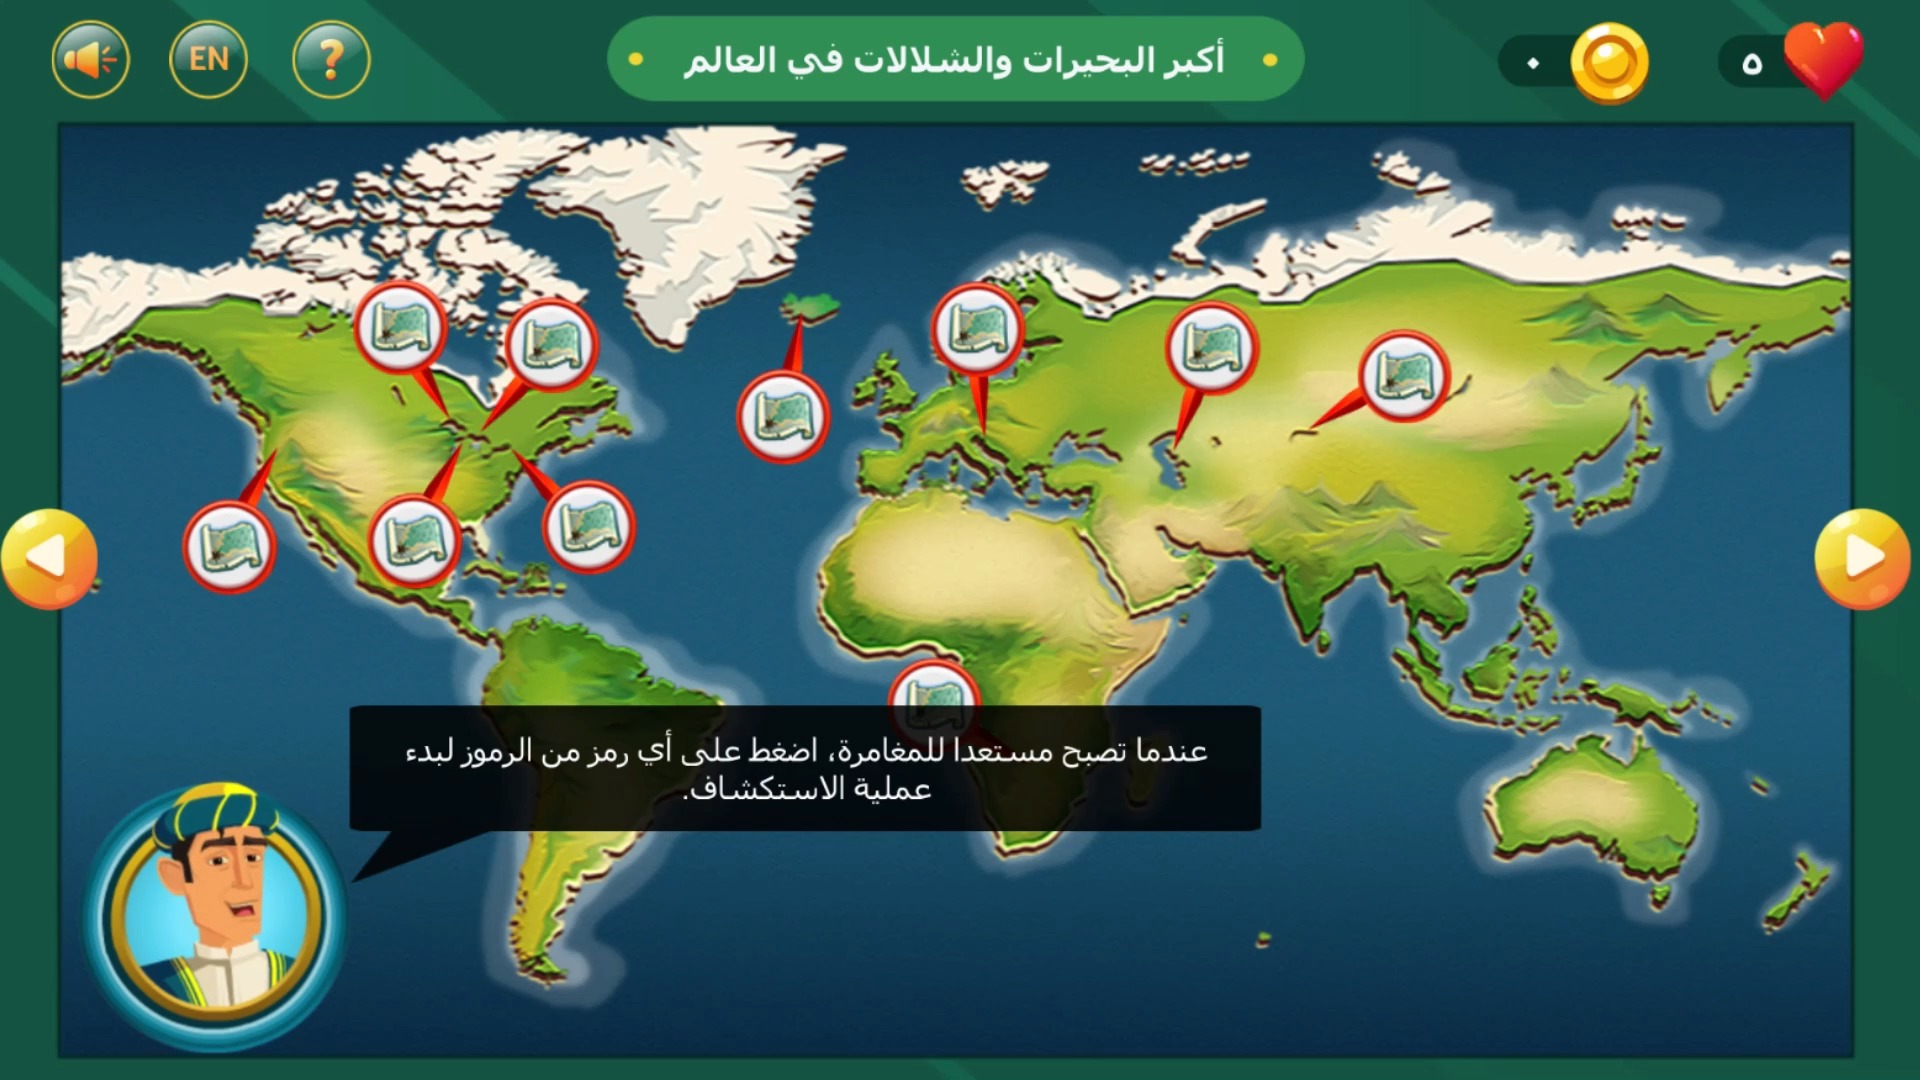 EN
?
أكبر البحيرات والشلالات في العالم
٠
٥
عندما تصبح مستعدا للمغامرة، اضغط على أي رمز من الرموز لبدء
عملية الاستكشاف.